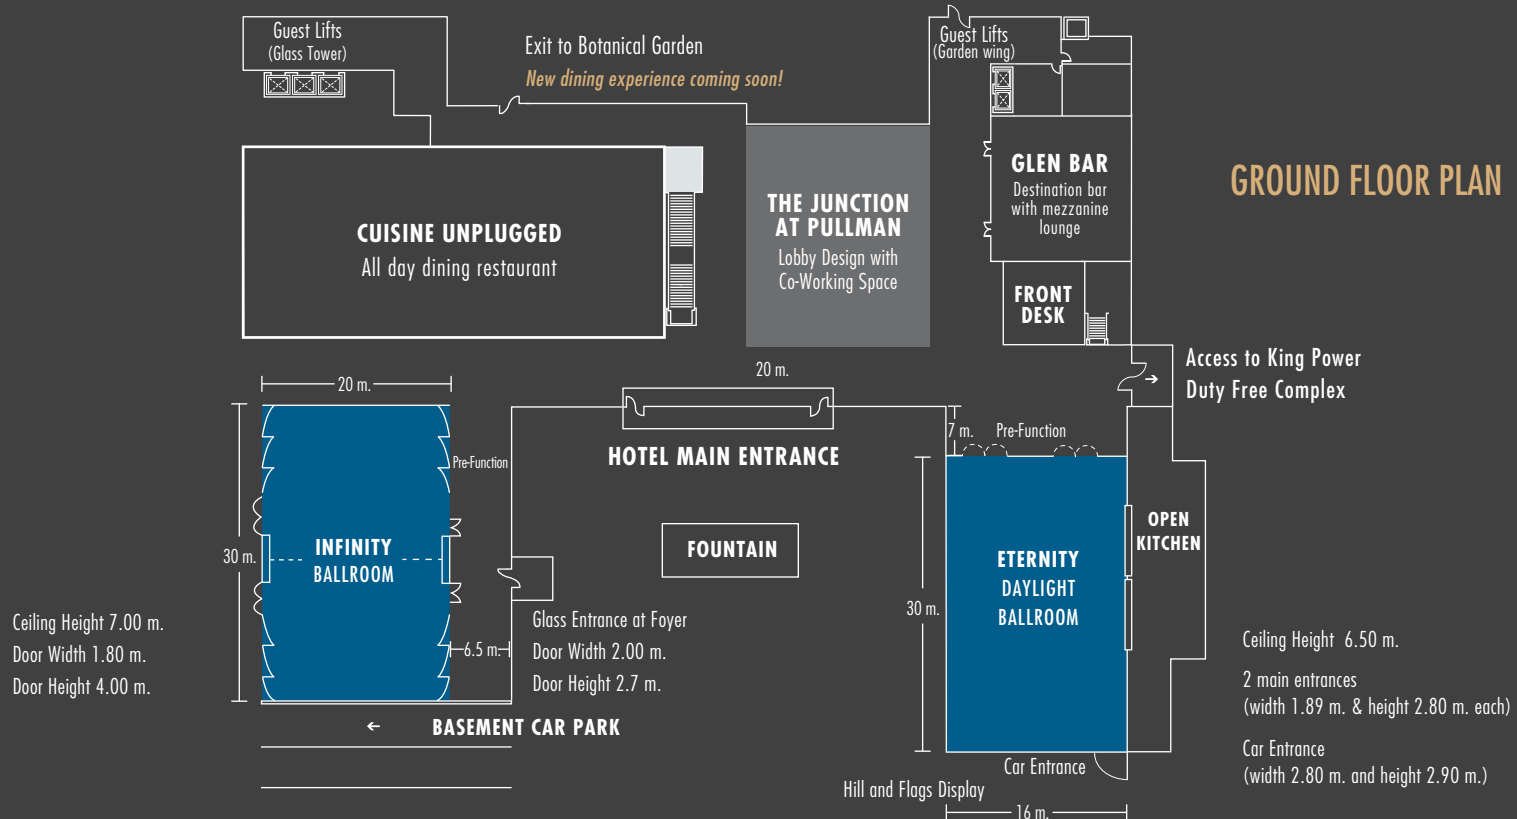 Guest Lifts
(Glass Tower)
Exit to Botanical Garden
New dining experience coming soon!
Guest Lifts
(Garden wing)
GROUND FLOOR PLAN
CUISINE UNPLUGGED
All day dining restaurant
THE JUNCTION
AT PULLMAN
Lobby Design with
Co-Working Space
GLEN BAR
Destination bar
with mezzanine
lounge
FRONT
DESK
Access to King Power
Duty Free Complex
20 m.
20 m.
Pre-Function
HOTEL MAIN ENTRANCE
7 m.
Pre-Function
30 m.
INFINITY
BALLROOM
FOUNTAIN
ETERNITY
DAYLIGHT
BALLROOM
OPEN
KITCHEN
30 m.
Ceiling Height 7.00 m.
Door Width 1.80 m.
Door Height 4.00 m.
6.5 m.
Glass Entrance at Foyer
Door Width 2.00 m.
Door Height 2.7 m.
Ceiling Height 6.50 m.
2 main entrances
(width 1.89 m. & height 2.80 m. each)
Car Entrance
(width 2.80 m. and height 2.90 m.)
BASEMENT CAR PARK
Car Entrance
Hill and Flags Display
16 m.